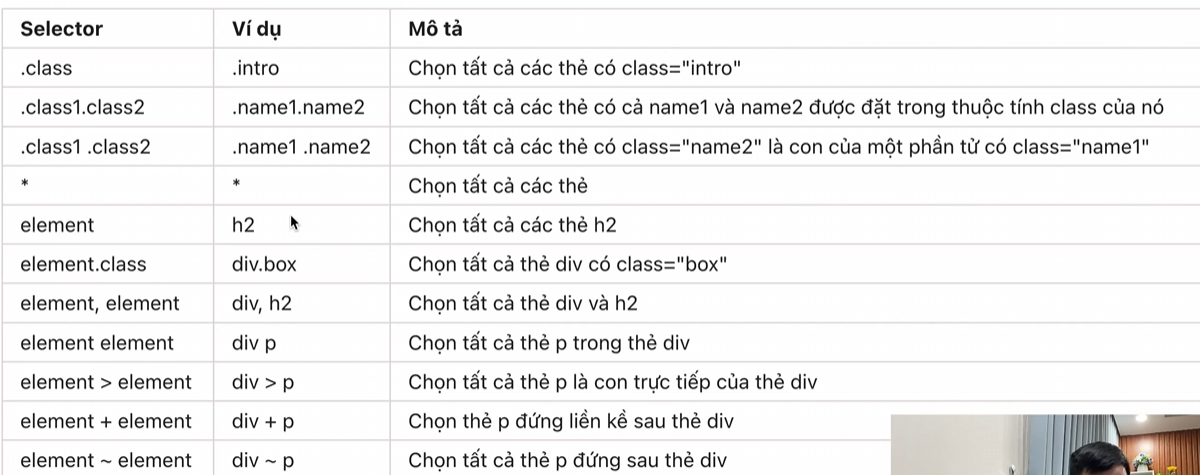 Selector Ví dụ Mô tả
.class .intro Chọn tất cả các thẻ có class="intro"
.class1.class2 .name1.name2 Chọn tất cả các thẻ có cả name1 và name2 được đặt trong thuộc tính class của nó
.class1 .class2 .name1 .name2 Chọn tất cả các thẻ có class="name2" là con của một phần tử có class="name1"
* * Chọn tất cả các thẻ
element h2 Chọn tất cả các thẻ h2
element.class div.box Chọn tất cả thẻ div có class="box"
element, element div, h2 Chọn tất cả thẻ div và h2
element element div p Chọn tất cả thẻ p trong thẻ div
element > element div > p Chọn tất cả thẻ p là con trực tiếp của thẻ div
element + element div + p Chọn thẻ p đứng liền kề sau thẻ div
element ~ element div ~ p Chọn tất cả thẻ p đứng sau thẻ div